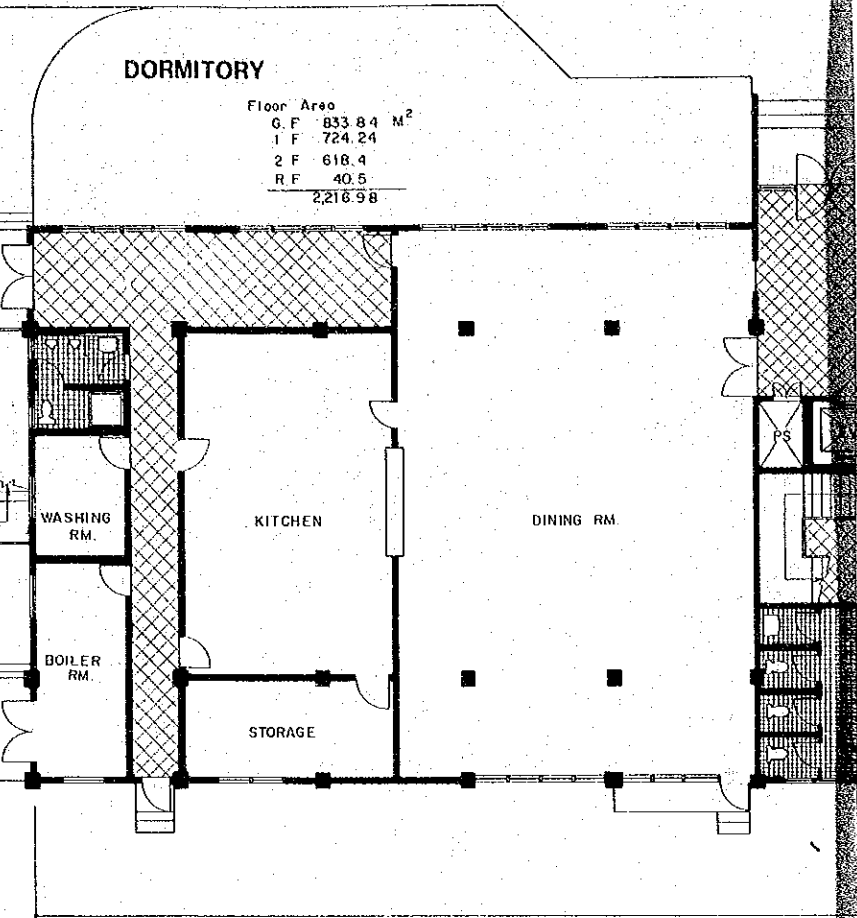 DORMITORY
Floor Area
G.F 833.84 M²
1 F 724.24
2 F 618.4
R F 40.5
2,216.98
PS
WASHING
RM.
KITCHEN
DINING RM.
BOILER
RM.
STORAGE